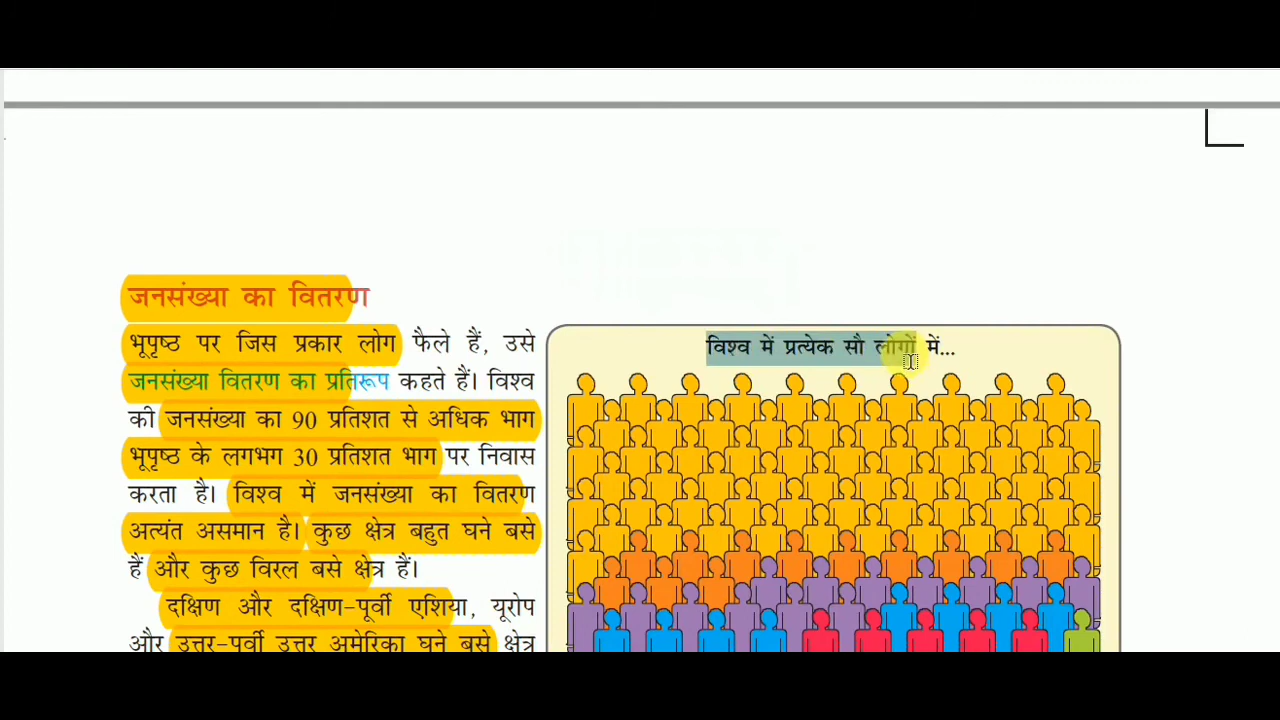 जनसंख्या का वितरण
भूपृष्ठ पर जिस प्रकार लोग फैले हैं, उसे
जनसंख्या वितरण का प्रतिरूप कहते हैं। विश्व
की जनसंख्या का 90 प्रतिशत से अधिक भाग
भूपृष्ठ के लगभग 30 प्रतिशत भाग पर निवास
करता है। विश्व में जनसंख्या का वितरण
अत्यंत असमान है। कुछ क्षेत्र बहुत घने बसे
हैं और कुछ विरल बसे क्षेत्र हैं।
दक्षिण और दक्षिण-पूर्वी एशिया, यूरोप
और उत्तर-पूर्वी उत्तर अमेरिका घने बसे क्षेत्र
विश्व में प्रत्येक सौ लोगों में...